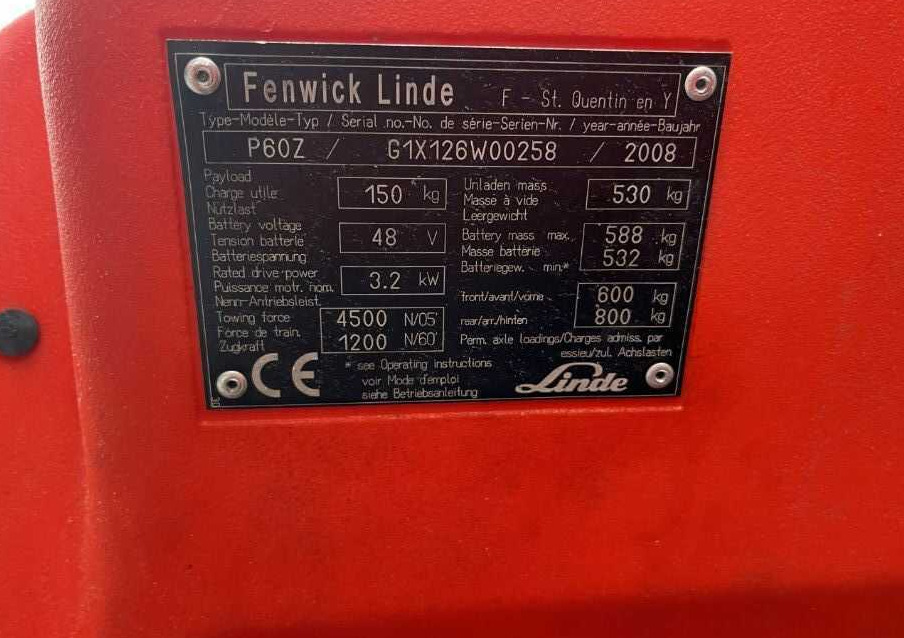 Fenwick Linde F - St. Quentin en Y
Type-Modèle-Typ / Serial no.-No. de série-Serien-Nr. / year-année-Baujahr
P60Z / G1X126W00258 / 2008
Payload
Charge utile
Nutzlast
150 kg
Battery voltage
Tension batterie
Batteriespannung
48 V
Rated drive-power
Puissance motr. nom.
Nenn-Antriebsleist.
3.2 kW
Towing force
Force de train.
Zugkraft
4500 N/05'
1200 N/60'
Unladen mass
Masse à vide
Leergewicht
530 kg
Battery mass max.
Masse batterie
Batteriegew. min*
588 kg
532 kg
front/avant/vorne
600 kg
rear/arr./hinten
800 kg
Perm. axle loadings/Charges admiss. par
essieu/zul. Achslasten
* see Operating instructions
voir Mode d'emploi
siehe Betriebsanleitung
CE
Linde
DE